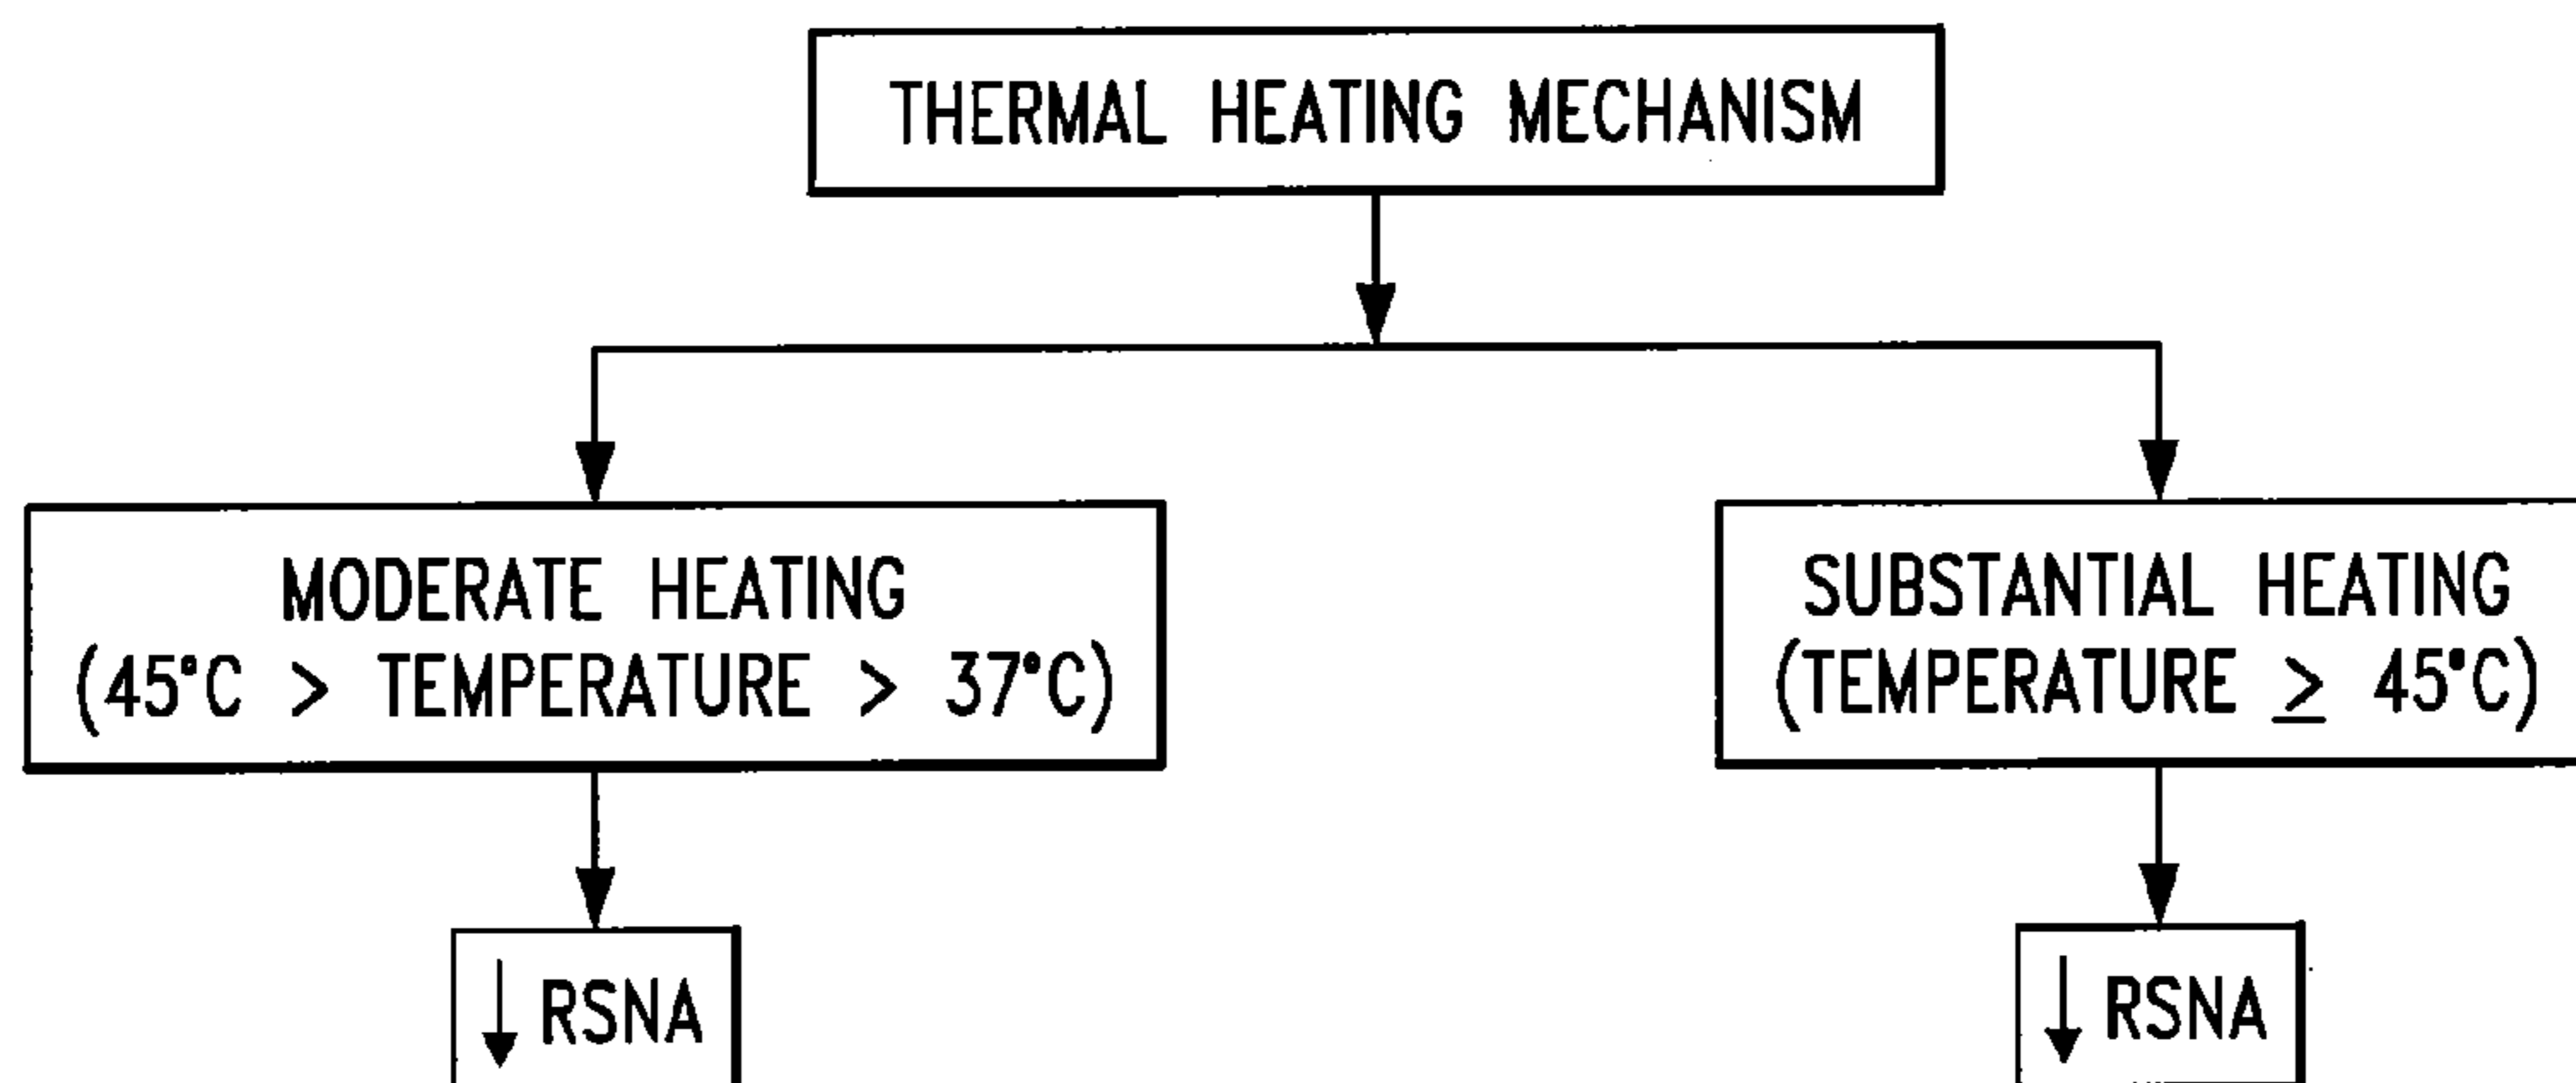 THERMAL HEATING MECHANISM
MODERATE HEATING
(45°C > TEMPERATURE > 37°C)
SUBSTANTIAL HEATING
(TEMPERATURE ≥ 45°C)
↓ RSNA
↓ RSNA